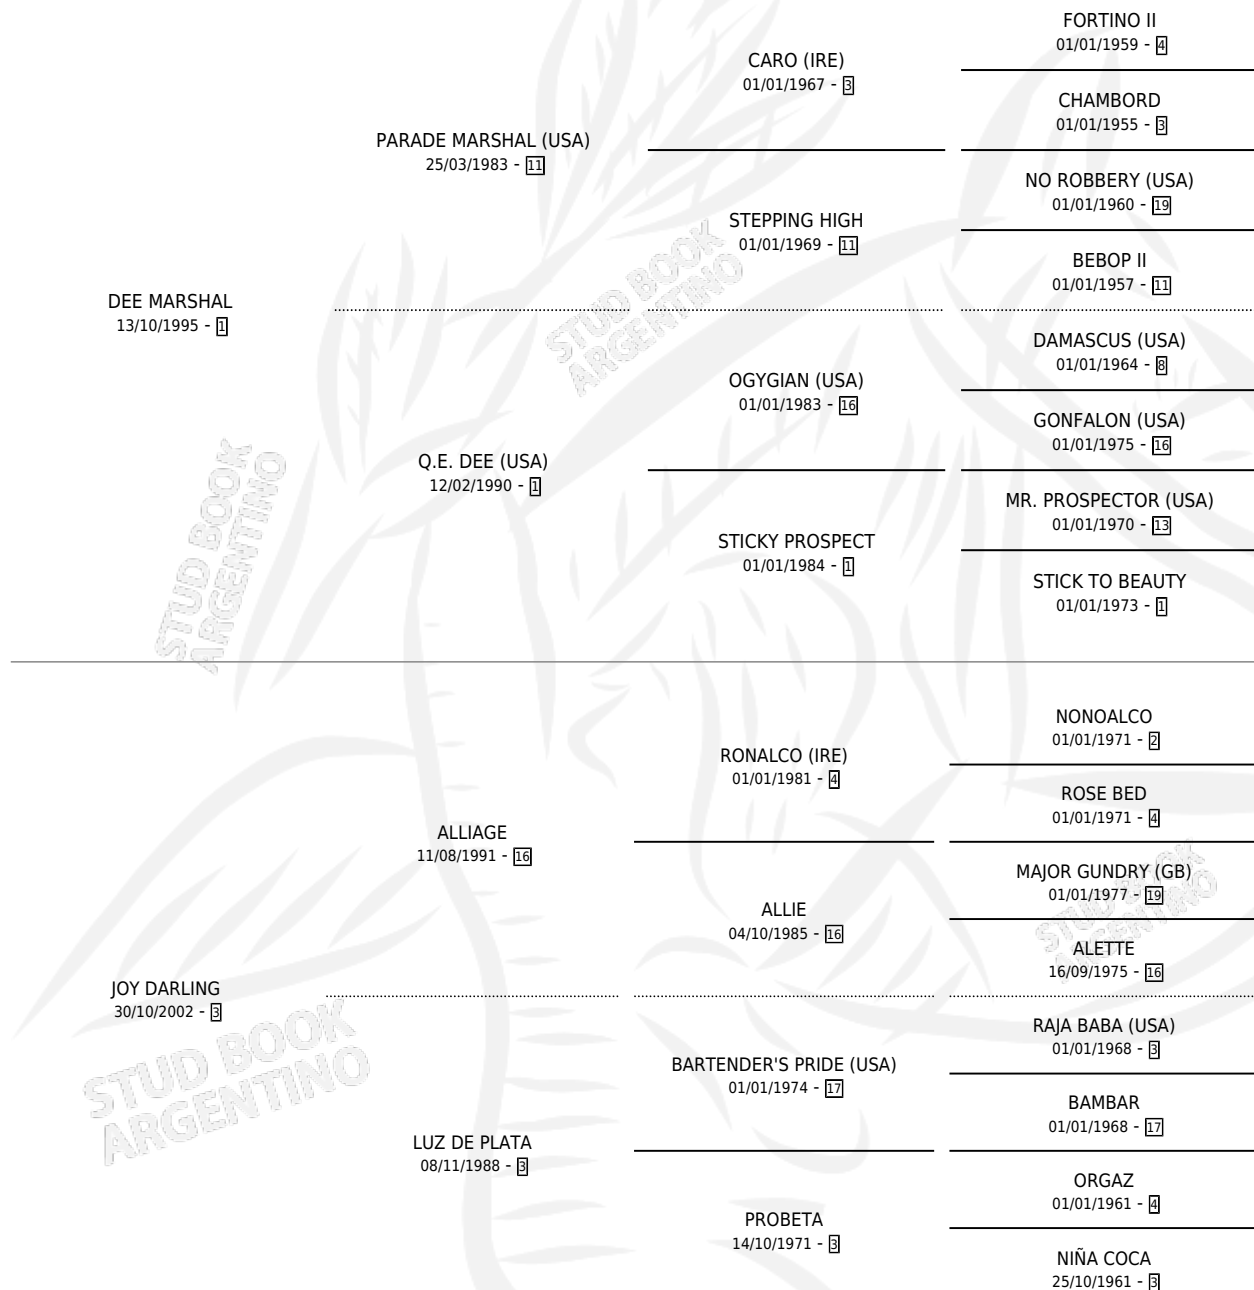 FORTINO II
01/01/1959 - 4
CARO (IRE)
01/01/1967 - 3
CHAMBORD
01/01/1955 - 3
PARADE MARSHAL (USA)
25/03/1983 - 11
NO ROBBERY (USA)
01/01/1960 - 19
STEPPING HIGH
01/01/1969 - 11
BEBOP II
01/01/1957 - 11
DEE MARSHAL
13/10/1995 - 1
DAMASCUS (USA)
01/01/1964 - 8
OGYGIAN (USA)
01/01/1983 - 16
GONFALON (USA)
01/01/1975 - 16
Q.E. DEE (USA)
12/02/1990 - 1
MR. PROSPECTOR (USA)
01/01/1970 - 13
STICKY PROSPECT
01/01/1984 - 1
STICK TO BEAUTY
01/01/1973 - 1
STUD BOOK
ARGENTINO
STUD BOOK
ARGENTINO
NONOALCO
01/01/1971 - 2
RONALCO (IRE)
01/01/1981 - 4
ROSE BED
01/01/1971 - 4
ALLIAGE
11/08/1991 - 16
MAJOR GUNDRY (GB)
01/01/1977 - 19
ALLIE
04/10/1985 - 16
ALETTE
16/09/1975 - 16
STUD BOOK
ARGENTINO
JOY DARLING
30/10/2002 - 3
RAJA BABA (USA)
01/01/1968 - 3
BARTENDER'S PRIDE (USA)
01/01/1974 - 17
BAMBAR
01/01/1968 - 17
LUZ DE PLATA
08/11/1988 - 3
ORGAZ
01/01/1961 - 4
PROBETA
14/10/1971 - 3
NIÑA COCA
25/10/1961 - 3
STUD BOOK
ARGENTINO